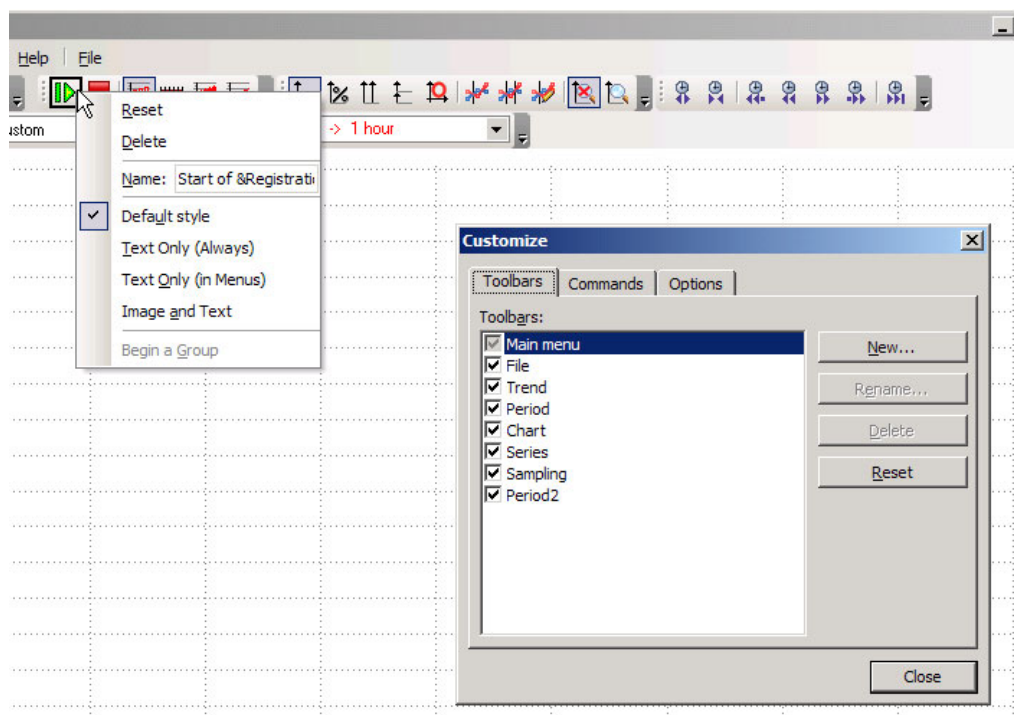 Help File
-> 1 hour
Reset
Delete
Name: Start of &Registrati
Default style
Text Only (Always)
Text Only (in Menus)
Image and Text
Begin a Group
Customize
Toolbars Commands Options
Toolbars:
Main menu
File
Trend
Period
Chart
Series
Sampling
Period2
New...
Rename...
Delete
Reset
Close